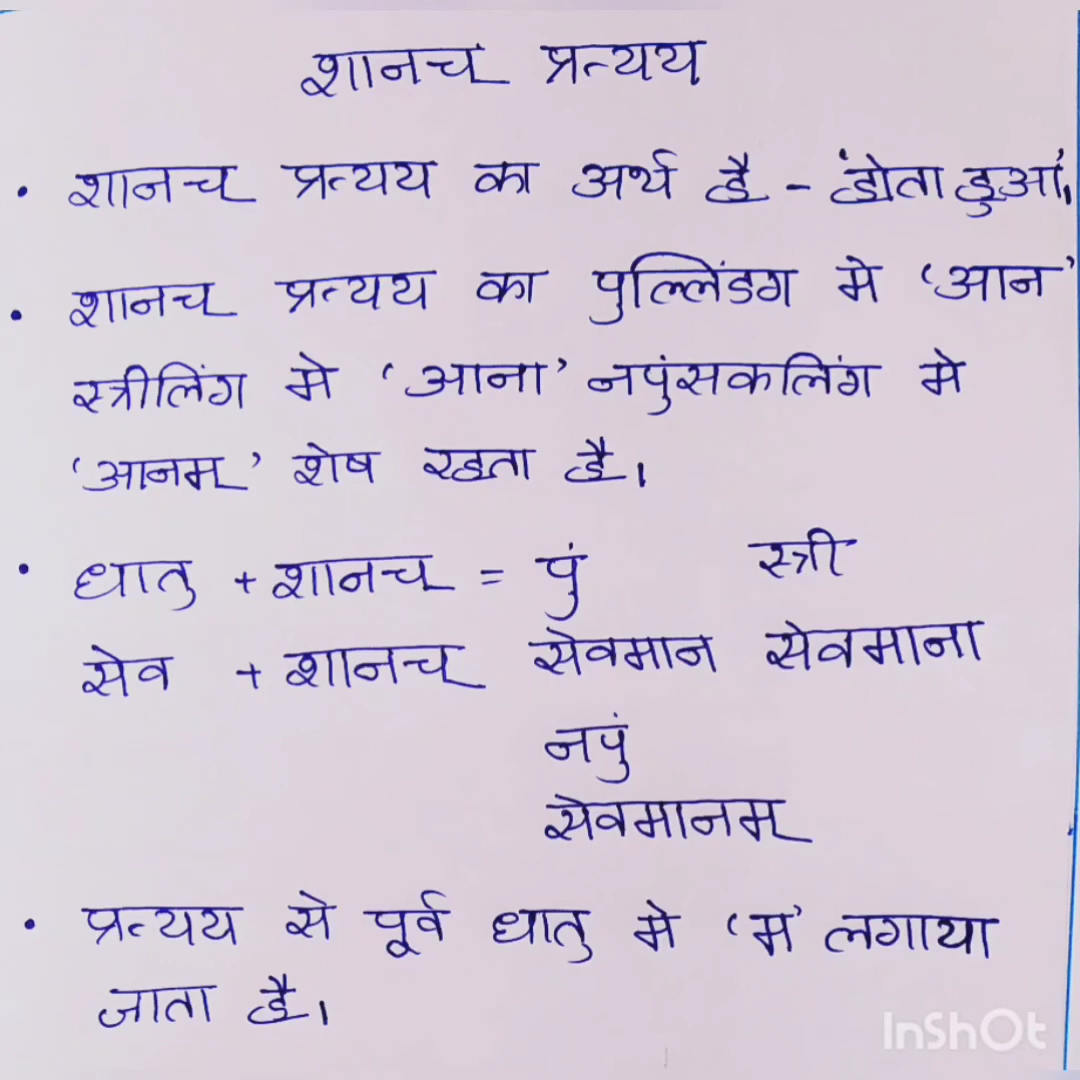 शानच् प्रत्यय
• शानच् प्रत्यय का अर्थ है - 'होता हुआ',
• शानच् प्रत्यय का पुल्लिंडग मे 'आन'
स्त्रीलिंग मे 'आना' नपुंसकलिंग मे
'आनम्' शेष रहता है।
• धातु + शानच् = पुं स्त्री
सेव + शानच् सेवमान सेवमाना
नपुं
सेवमानम्
• प्रत्यय से पूर्व धातु मे 'म' लगाया
जाता है।
InShOt